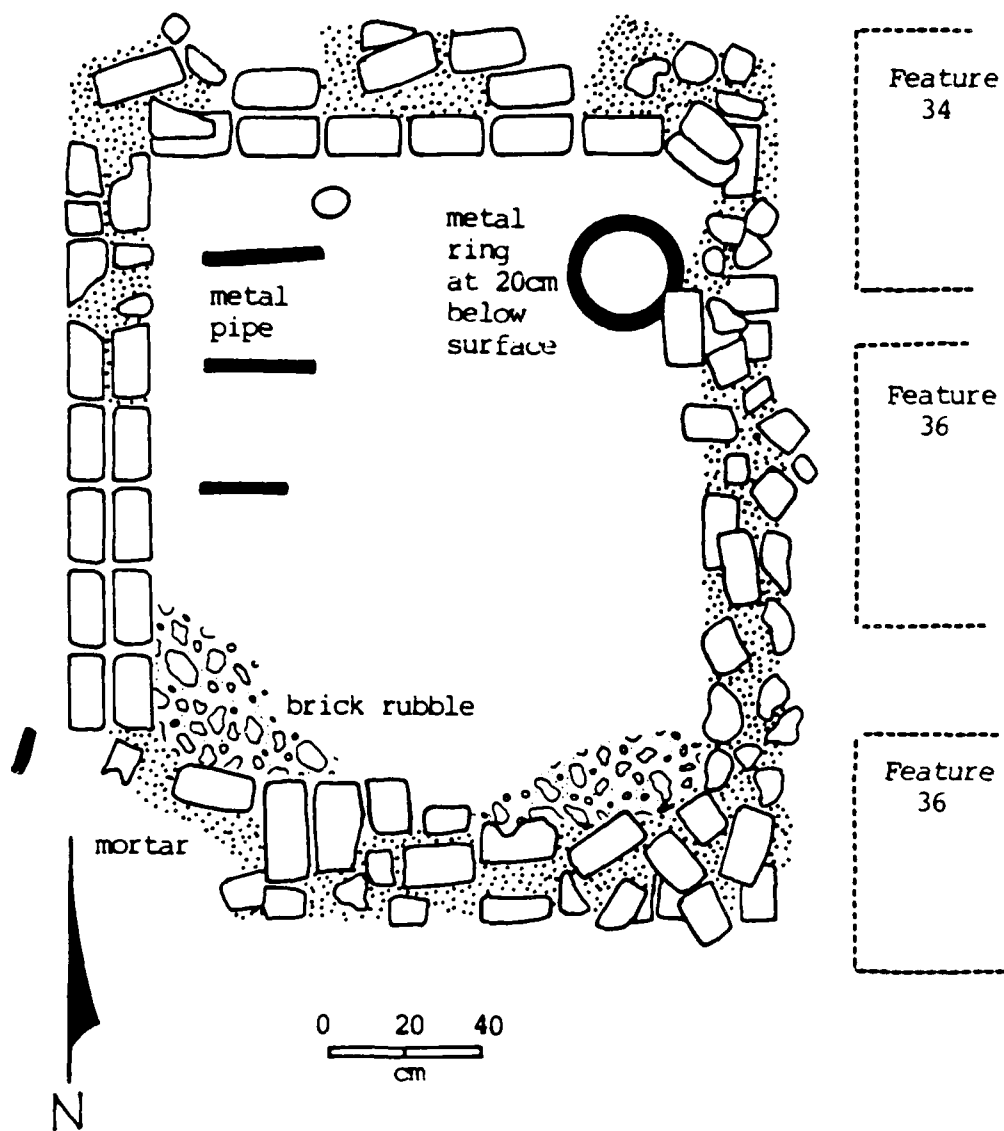 Feature
34
metal
ring
at 20cm
below
surface
metal
pipe
Feature
36
brick rubble
Feature
36
mortar
0 20 40
cm
N